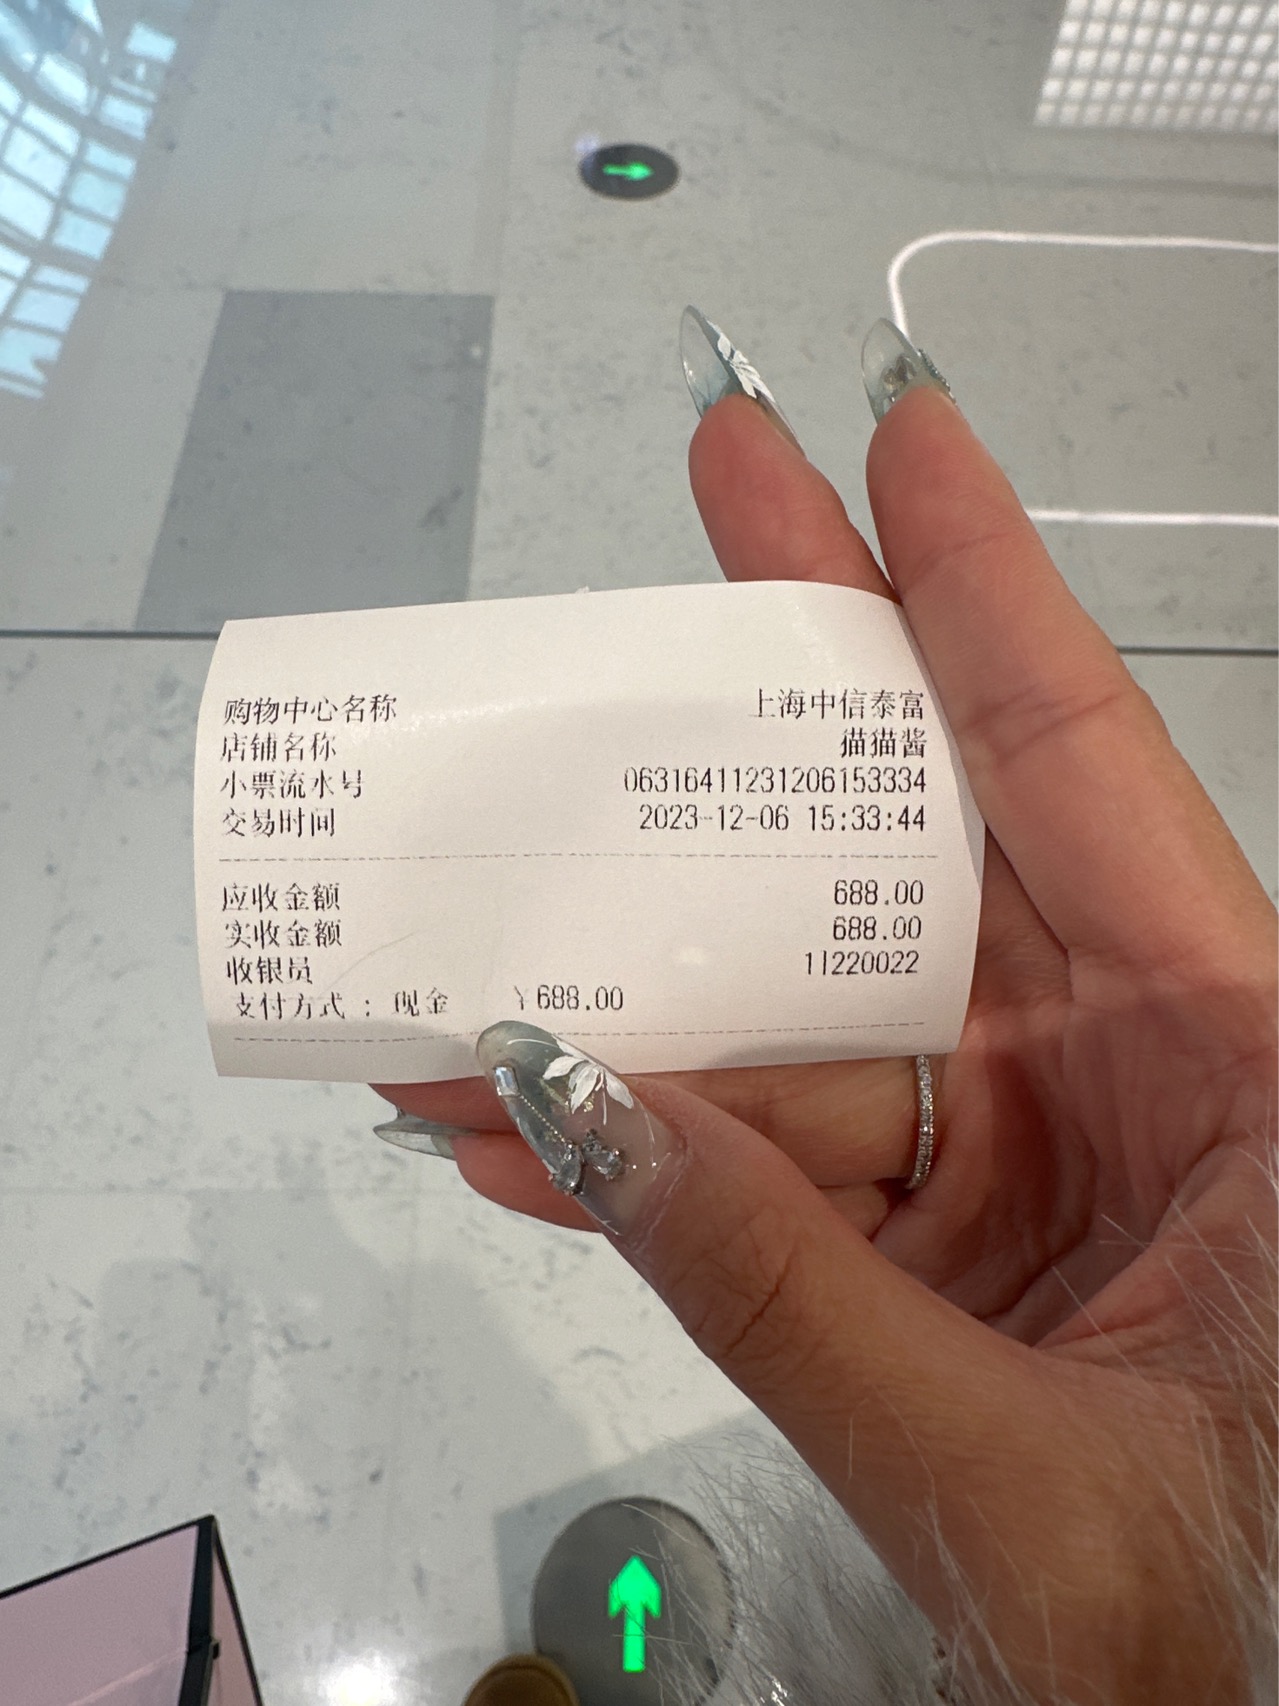 购物中心名称 上海中信泰富
店铺名称 猫猫酱
小票流水号 06316411231206153334
交易时间 2023-12-06 15:33:44
应收金额 688.00
实收金额 688.00
收银员 11220022
支付方式 : 现金 ¥688.00